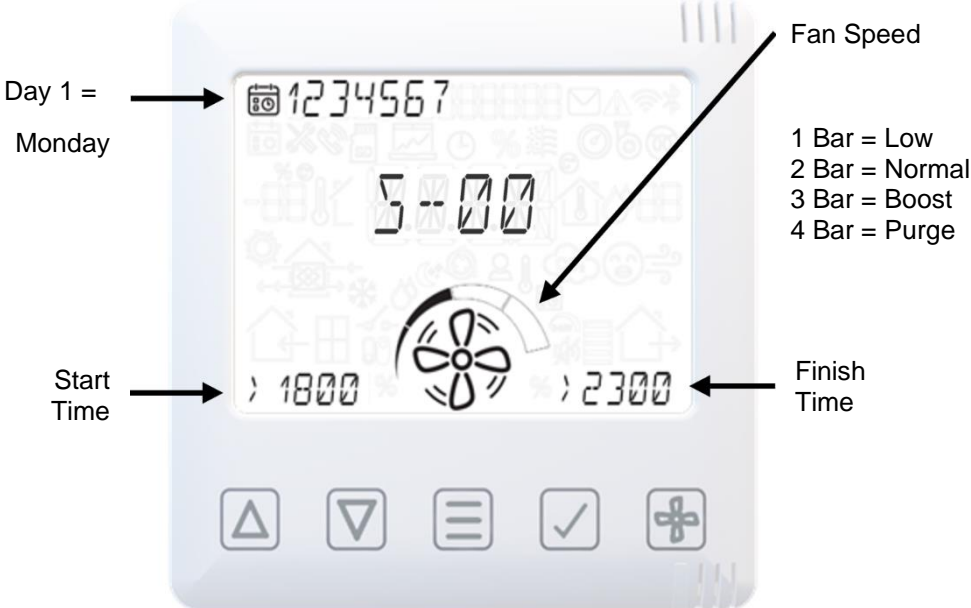 Fan Speed
Day 1 =
Monday
1234567
1 Bar = Low
2 Bar = Normal
3 Bar = Boost
4 Bar = Purge
S-00
Start
Time
1800
2300
Finish
Time